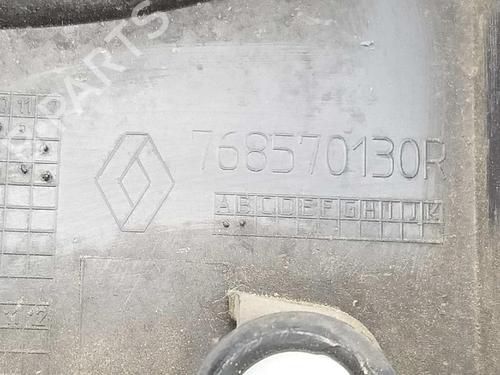 PARTS
768570130R
11
A B C D E F G H I J K